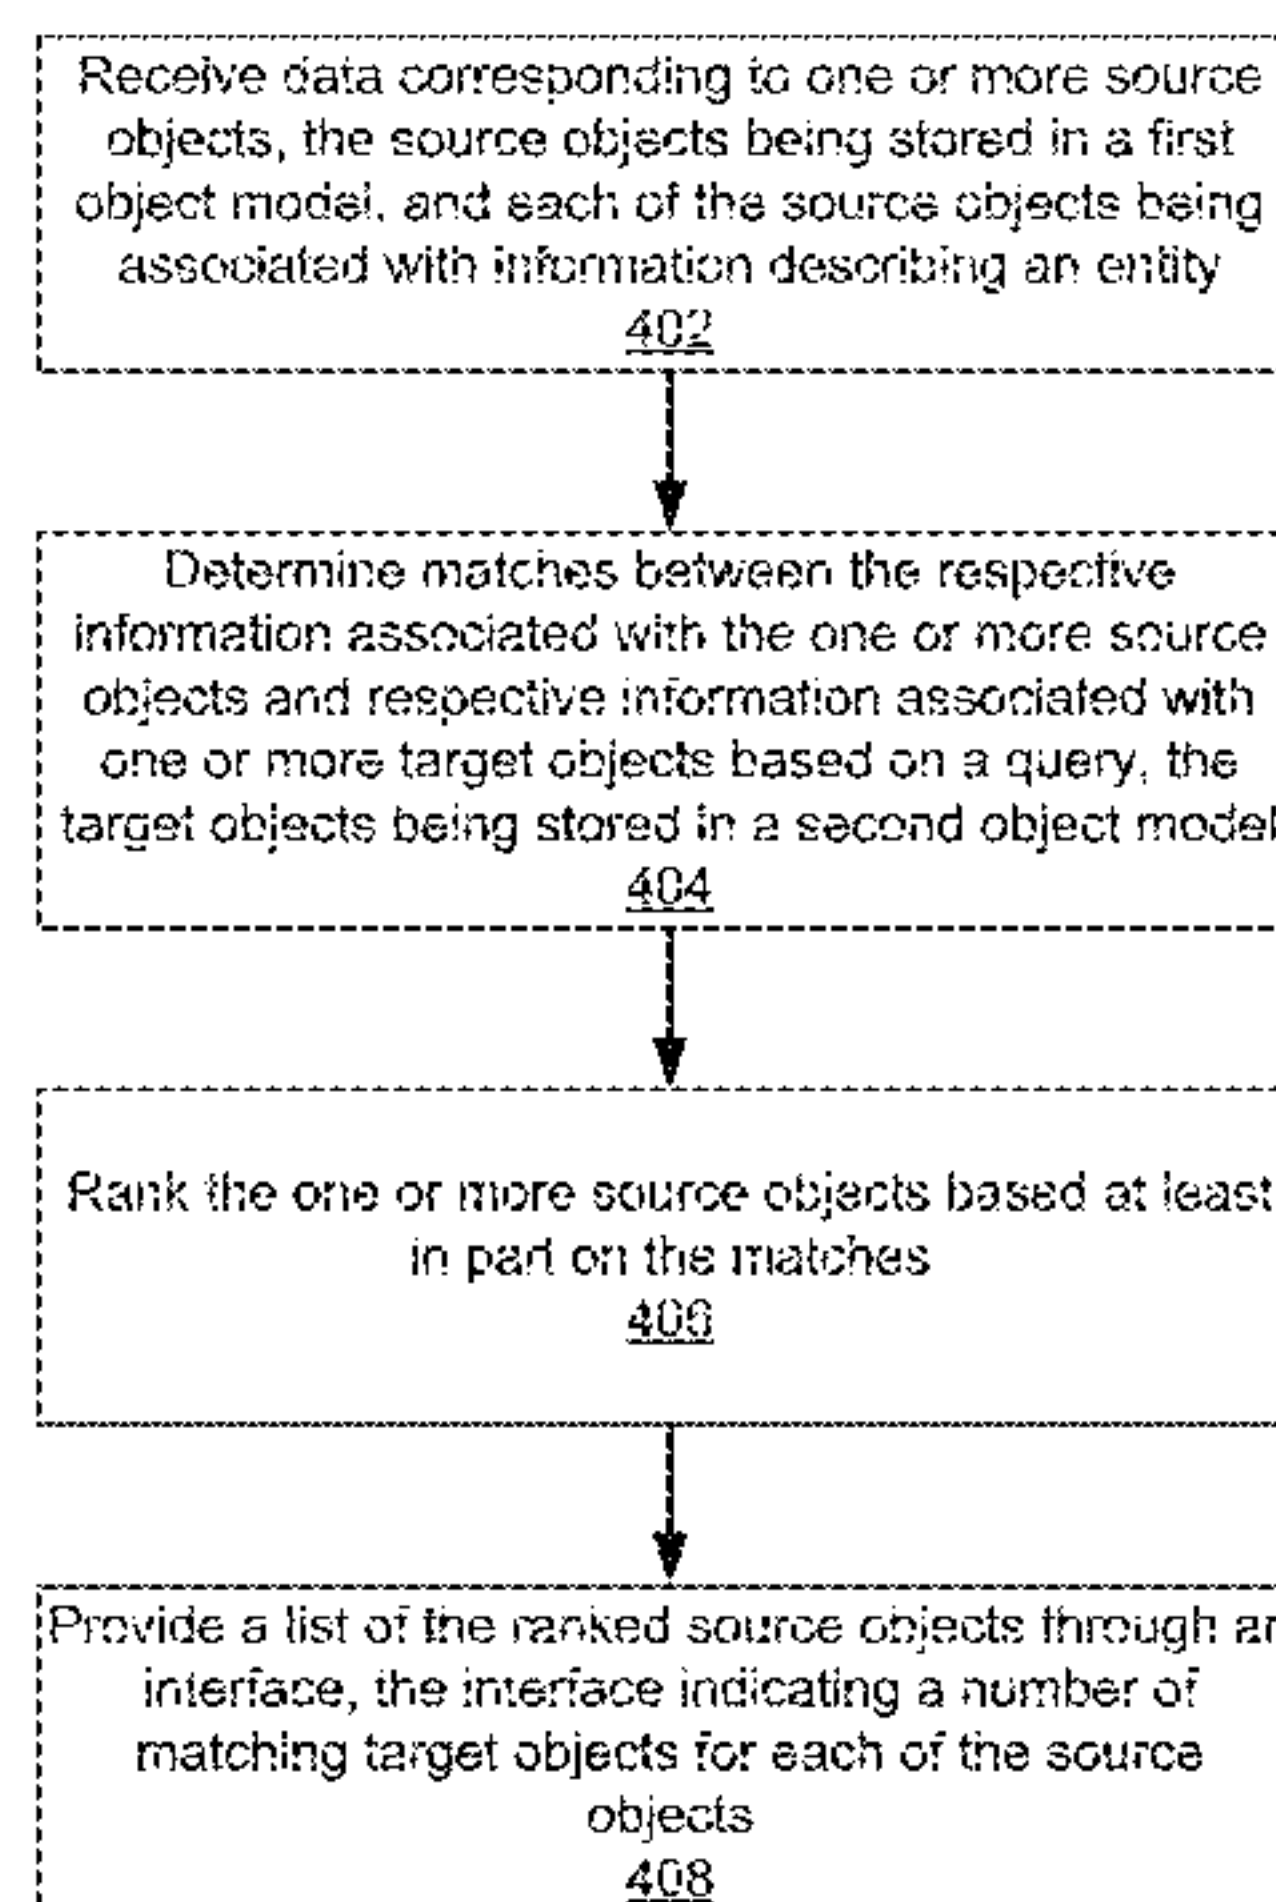 Receive data corresponding to one or more source
objects, the source objects being stored in a first
object model, and each of the source objects being
associated with information describing an entity
402
Determine matches between the respective
information associated with the one or more source
objects and respective information associated with
one or more target objects based on a query, the
target objects being stored in a second object model
404
Rank the one or more source objects based at least
in part on the matches
406
Provide a list of the ranked source objects through an
interface, the interface indicating a number of
matching target objects for each of the source
objects
408